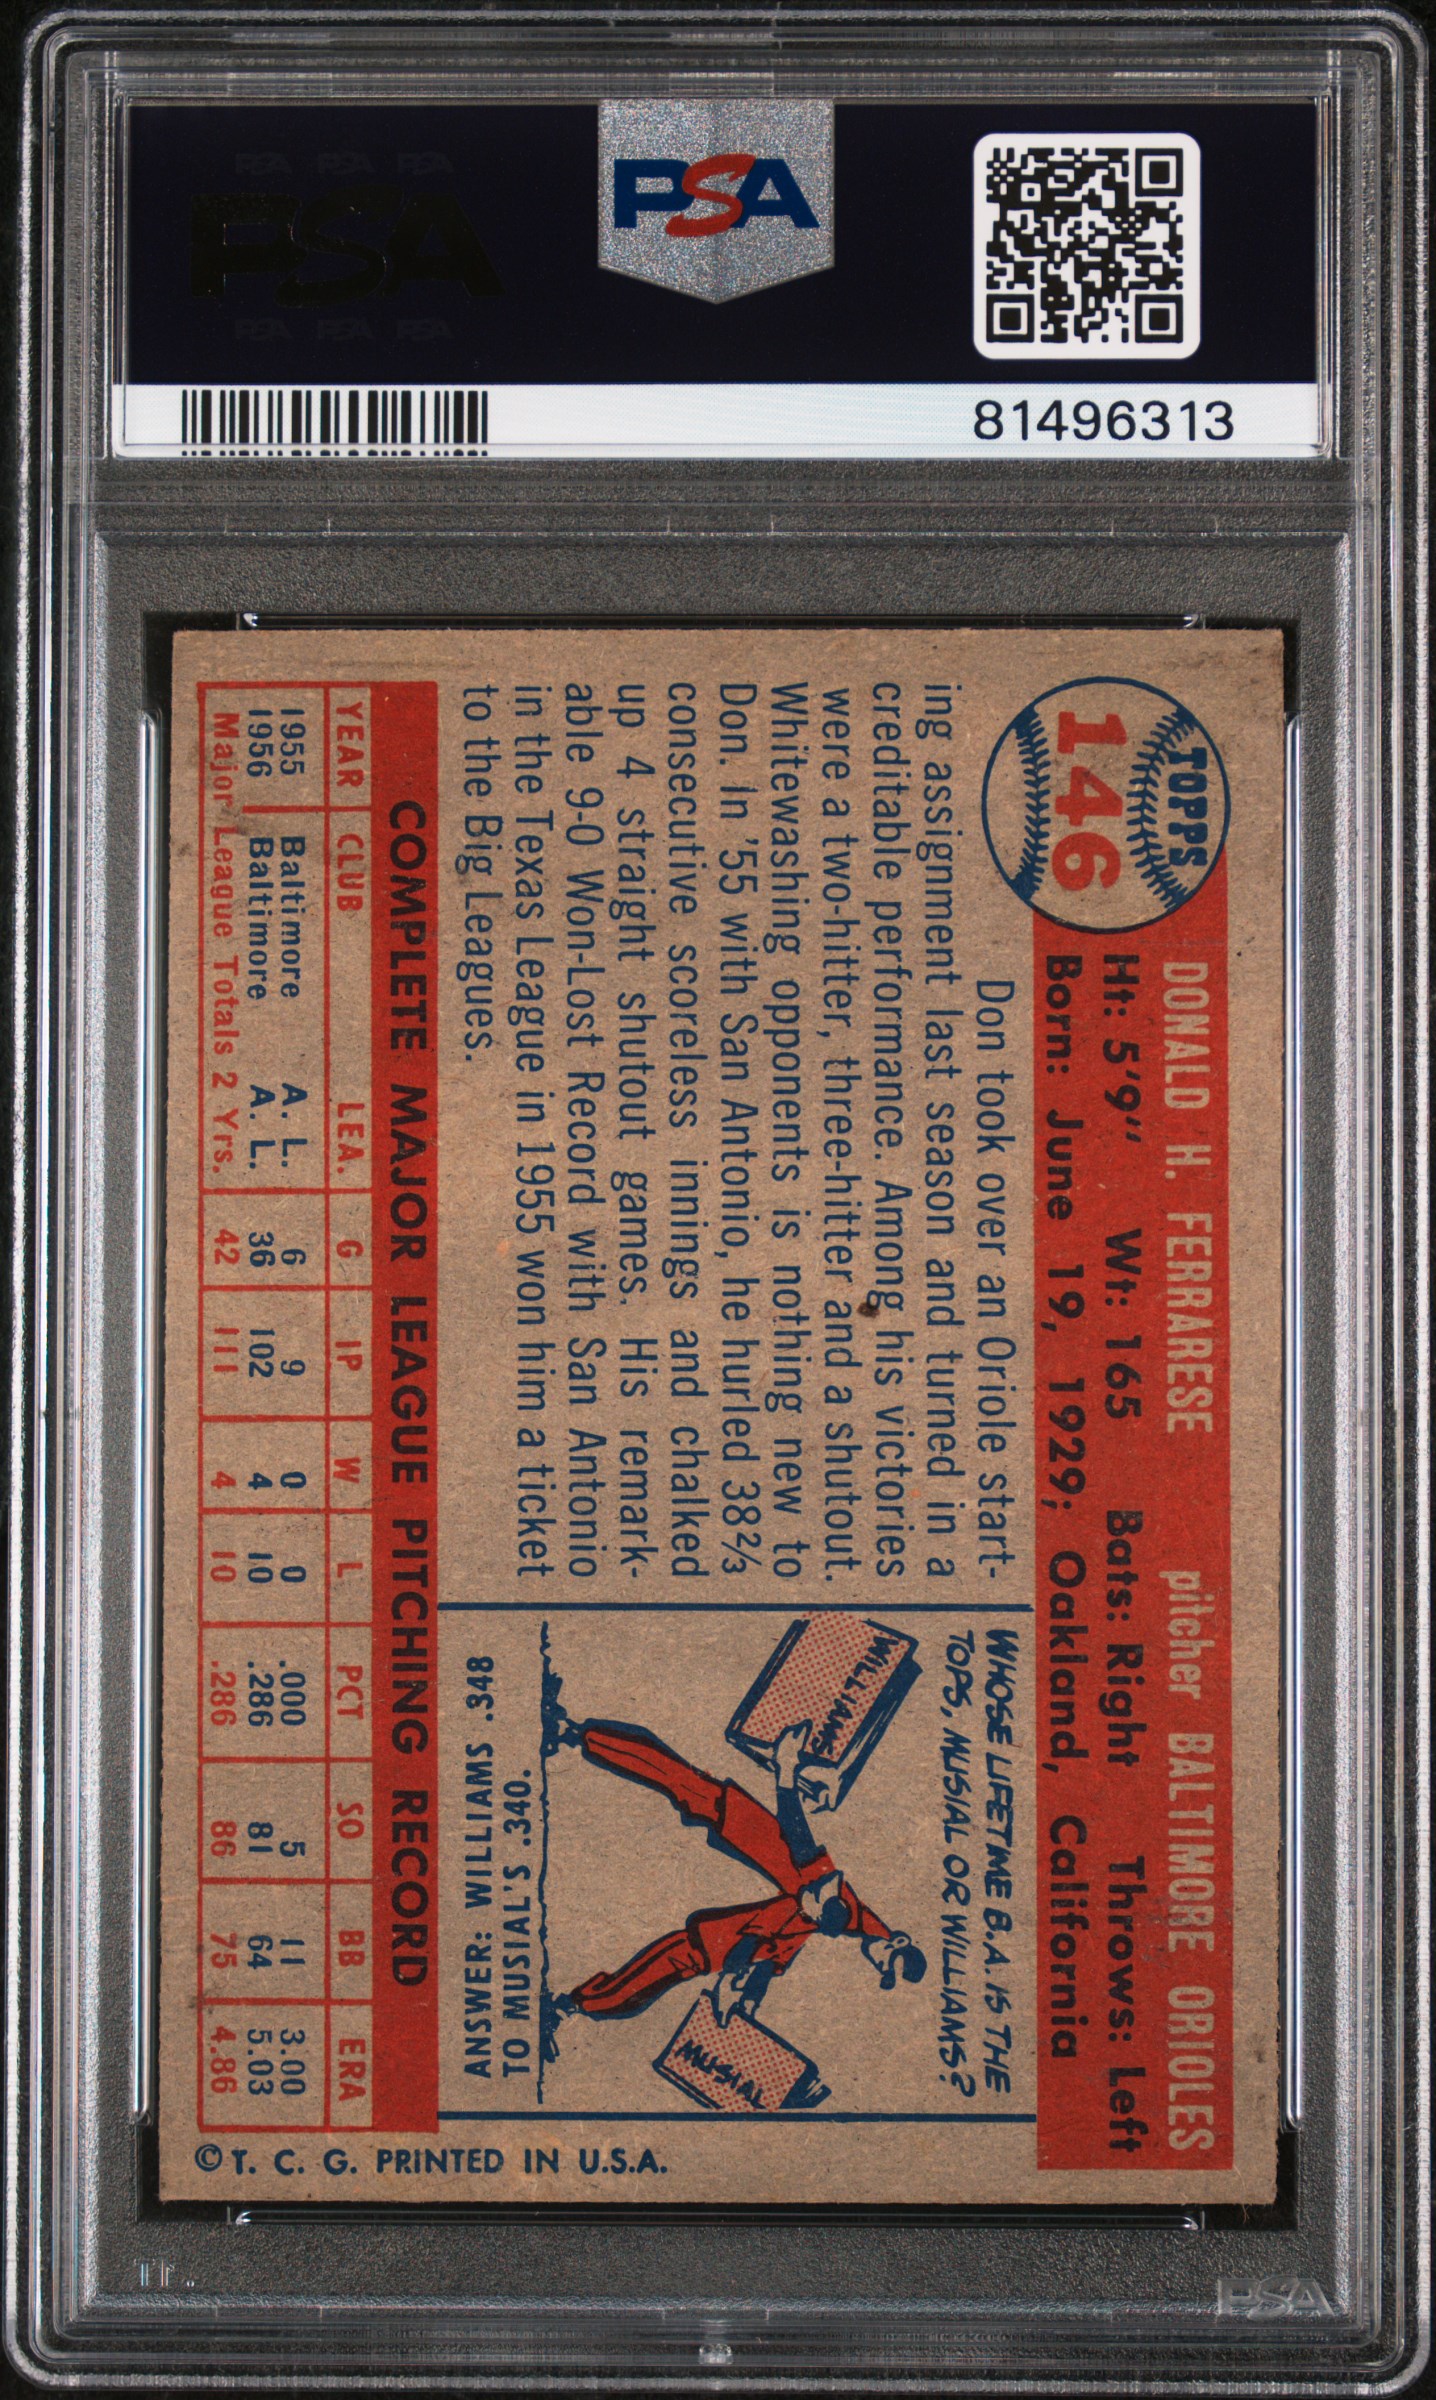 PSA PSA PSA
PSA
PSA PSA PSA
PSA
81496313
TOPPS
146
DONALD H. FERRARESE pitcher BALTIMORE ORIOLES
Ht: 5'9" Wt: 165 Bats: Right Throws: Left
Born: June 19, 1929; Oakland, California
Don took over an Oriole start-
ing assignment last season and turned in a
creditable performance. Among his victories
were a two-hitter, three-hitter and a shutout.
Whitewashing opponents is nothing new to
Don. In '55 with San Antonio, he hurled 38⅔
consecutive scoreless innings and chalked
up 4 straight shutout games. His remark-
able 9-0 Won-Lost Record with San Antonio
in the Texas League in 1955 won him a ticket
to the Big Leagues.
WHOSE LIFETIME B.A. IS THE
TOPS, MUSIAL OR WILLIAMS?
WILLIAMS
MUSIAL
ANSWER: WILLIAMS .348
TO MUSIAL'S .340.
COMPLETE MAJOR LEAGUE PITCHING RECORD
YEAR CLUB LEA. G IP W L PCT SO BB ERA
1955 Baltimore A. L. 6 9 0 0 .000 5 11 3.00
1956 Baltimore A. L. 36 102 4 10 .286 81 64 5.03
Major League Totals 2 Yrs. 42 111 4 10 .286 86 75 4.86
© T. C. G. PRINTED IN U.S.A.
PSA